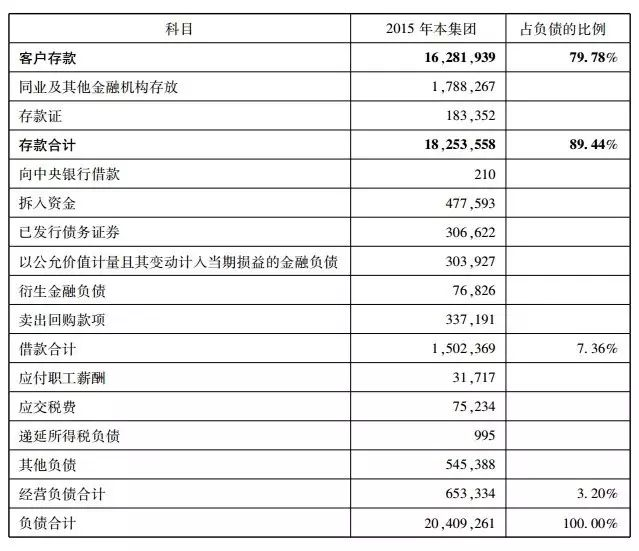 科目 2015年本集团 占负债的比例
客户存款 16,281,939 79.78%
同业及其他金融机构存放 1,788,267
存款证 183,352
存款合计 18,253,558 89.44%
向中央银行借款 210
拆入资金 477,593
已发行债务证券 306,622
以公允价值计量且其变动计入当期损益的金融负债 303,927
衍生金融负债 76,826
卖出回购款项 337,191
借款合计 1,502,369 7.36%
应付职工薪酬 31,717
应交税费 75,234
递延所得税负债 995
其他负债 545,388
经营负债合计 653,334 3.20%
负债合计 20,409,261 100.00%